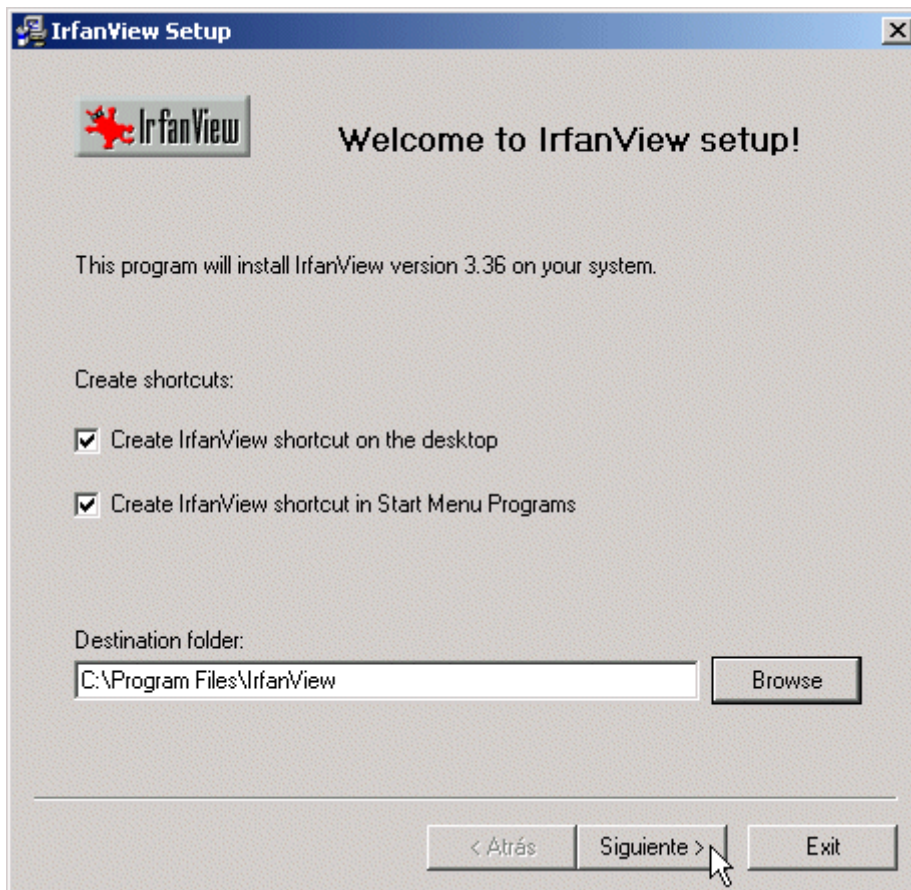 IrfanView Setup
IrfanView
Welcome to IrfanView setup!
This program will install IrfanView version 3.36 on your system.
Create shortcuts:
Create IrfanView shortcut on the desktop
Create IrfanView shortcut in Start Menu Programs
Destination folder:
C:\Program Files\IrfanView
Browse
< Atrás
Siguiente >
Exit